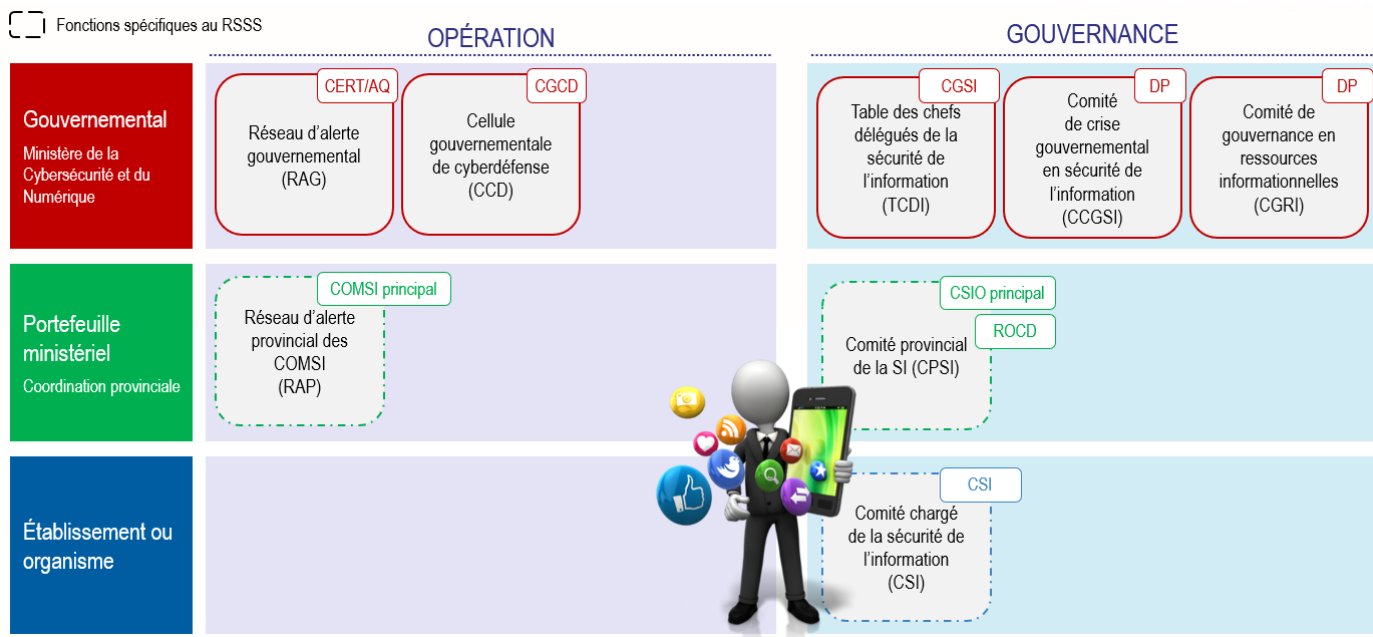 Fonctions spécifiques au RSSS
OPÉRATION
GOUVERNANCE
Gouvernemental
Ministère de la
Cybersécurité et du
Numérique
CERT/AQ
Réseau d’alerte
gouvernemental
(RAG)
CGCD
Cellule
gouvernementale
de cyberdéfense
(CCD)
CGSI
Table des chefs
délégués de la
sécurité de
l’information
(TCDI)
DP
Comité
de crise
gouvernemental
en sécurité de
l’information
(CCGSI)
DP
Comité de
gouvernance en
ressources
informationnelles
(CGRI)
Portefeuille
ministériel
Coordination provinciale
COMSI principal
Réseau d’alerte
provincial des
COMSI
(RAP)
CSIO principal
ROCD
Comité provincial
de la SI (CPSI)
Établissement ou
organisme
CSI
Comité chargé
de la sécurité de
l’information
(CSI)